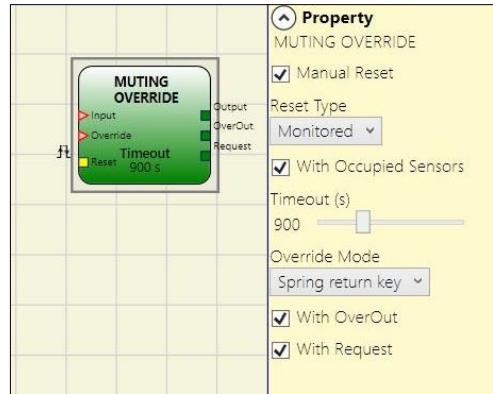 MUTING
OVERRIDE
Input
Override
Reset
Timeout
900 s
Output
OverOut
Request
Property
MUTING OVERRIDE
Manual Reset
Reset Type
Monitored
With Occupied Sensors
Timeout (s)
900
Override Mode
Spring return key
With OverOut
With Request